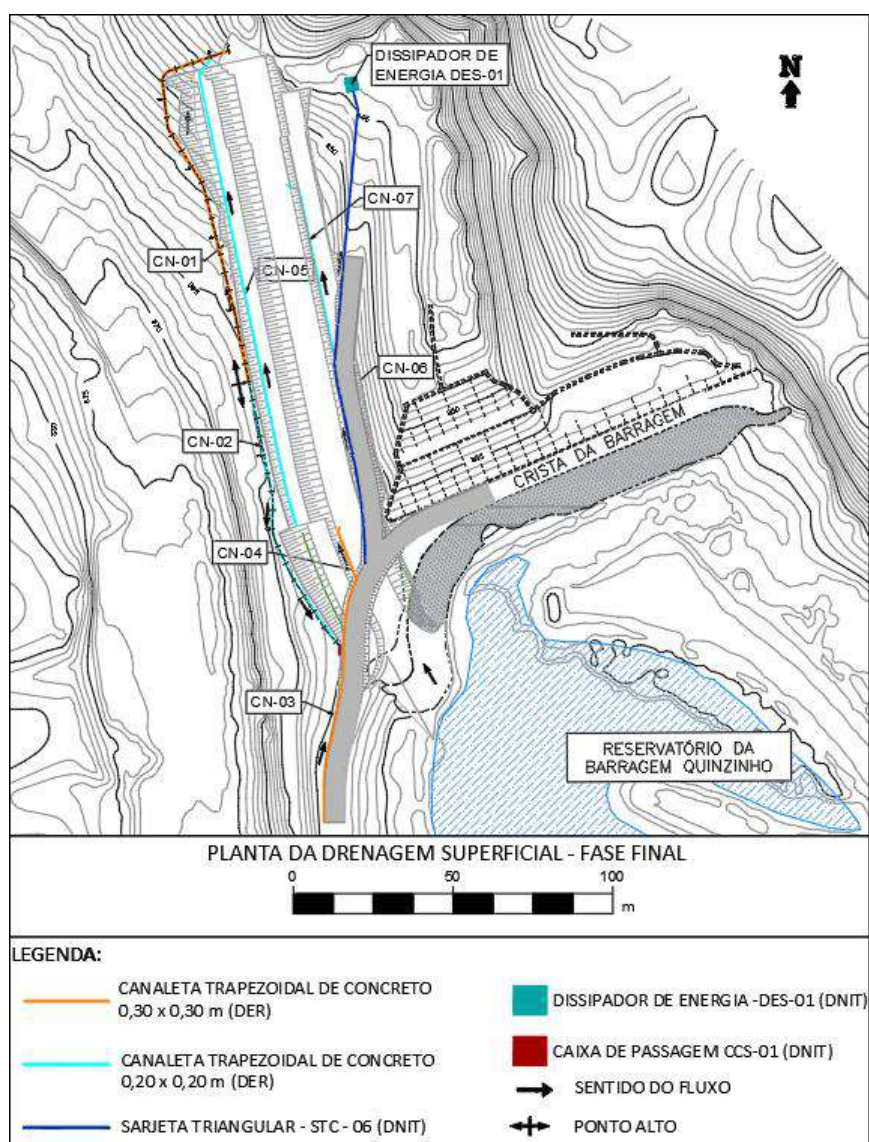 DISSIPADOR DE
ENERGIA DES-01
N
CN-07
CN-01
CN-05
CN-06
CN-02
CRISTA DA BARRAGEM
CN-04
CN-03
RESERVATÓRIO DA
BARRAGEM QUINZINHO
PLANTA DA DRENAGEM SUPERFICIAL - FASE FINAL
0 50 100
m
LEGENDA:
CANALETA TRAPEZOIDAL DE CONCRETO
0,30 x 0,30 m (DER)
CANALETA TRAPEZOIDAL DE CONCRETO
0,20 x 0,20 m (DER)
SARJETA TRIANGULAR - STC - 06 (DNIT)
DISSIPADOR DE ENERGIA -DES-01 (DNIT)
CAIXA DE PASSAGEM CCS-01 (DNIT)
SENTIDO DO FLUXO
PONTO ALTO